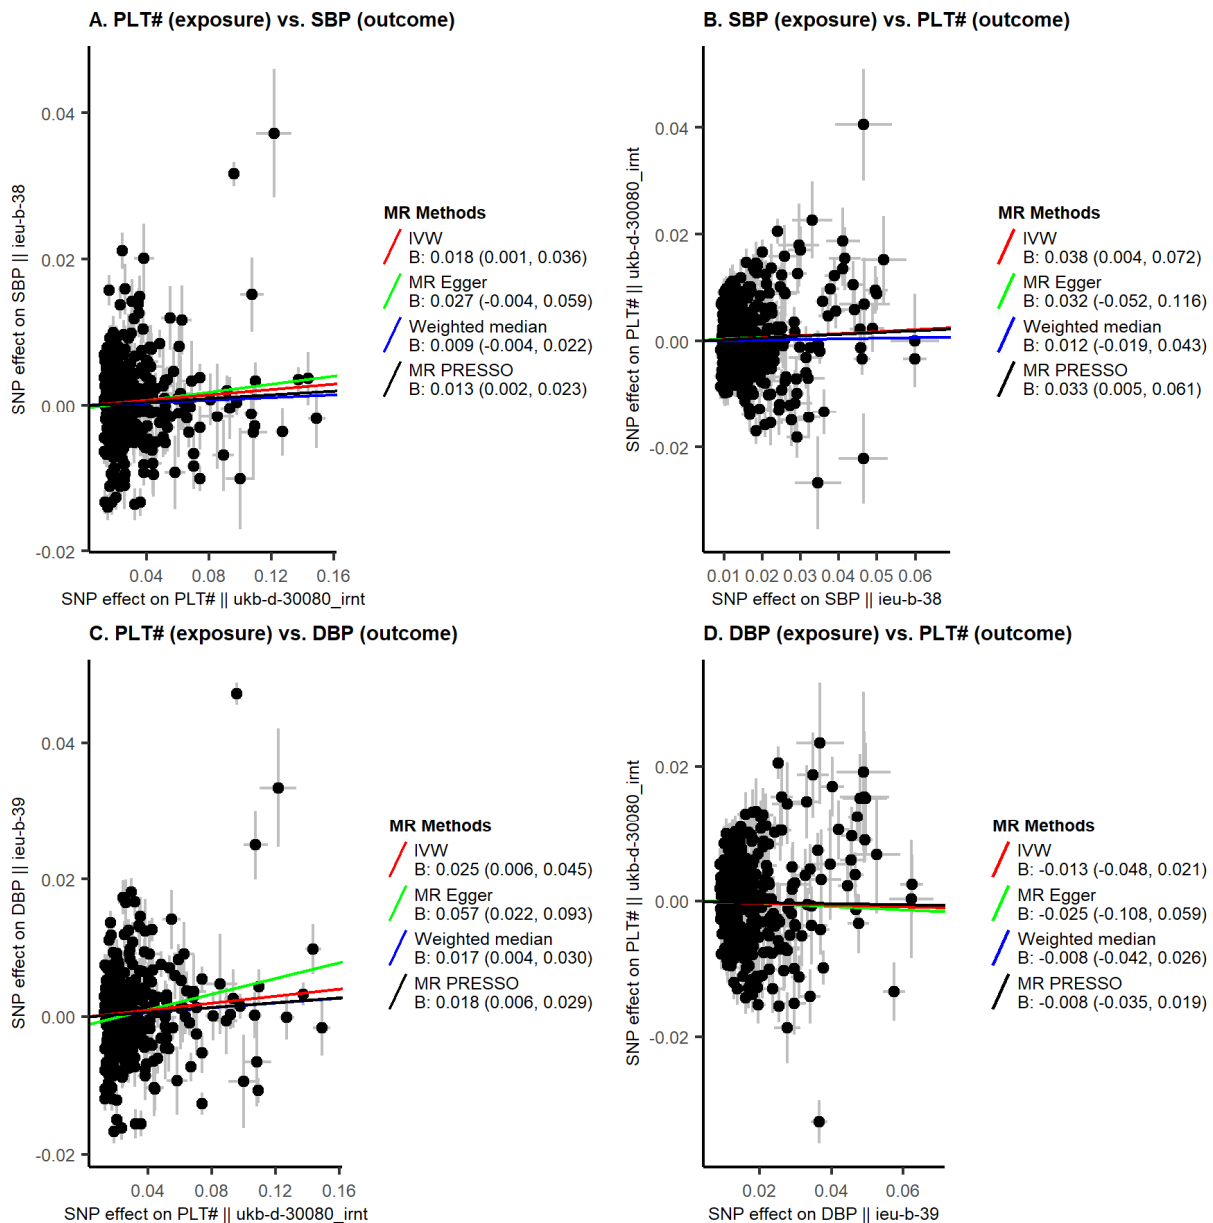 A. PLT# (exposure) vs. SBP (outcome)
SNP effect on SBP || ieu-b-38
0.04
0.02
0.00
-0.02
0.04
0.08
0.12
0.16
SNP effect on PLT# || ukb-d-30080_irnt
MR Methods
IVW
B: 0.018 (0.001, 0.036)
MR Egger
B: 0.027 (-0.004, 0.059)
Weighted median
B: 0.009 (-0.004, 0.022)
MR PRESSO
B: 0.013 (0.002, 0.023)
B. SBP (exposure) vs. PLT# (outcome)
SNP effect on PLT# || ukb-d-30080_irnt
0.04
0.02
0.00
-0.02
0.01
0.02
0.03
0.04
0.05
0.06
SNP effect on SBP || ieu-b-38
MR Methods
IVW
B: 0.038 (0.004, 0.072)
MR Egger
B: 0.032 (-0.052, 0.116)
Weighted median
B: 0.012 (-0.019, 0.043)
MR PRESSO
B: 0.033 (0.005, 0.061)
C. PLT# (exposure) vs. DBP (outcome)
SNP effect on DBP || ieu-b-39
0.04
0.02
0.00
-0.02
0.04
0.08
0.12
0.16
SNP effect on PLT# || ukb-d-30080_irnt
MR Methods
IVW
B: 0.025 (0.006, 0.045)
MR Egger
B: 0.057 (0.022, 0.093)
Weighted median
B: 0.017 (0.004, 0.030)
MR PRESSO
B: 0.018 (0.006, 0.029)
D. DBP (exposure) vs. PLT# (outcome)
SNP effect on PLT# || ukb-d-30080_irnt
0.02
0.00
-0.02
0.02
0.04
0.06
SNP effect on DBP || ieu-b-39
MR Methods
IVW
B: -0.013 (-0.048, 0.021)
MR Egger
B: -0.025 (-0.108, 0.059)
Weighted median
B: -0.008 (-0.042, 0.026)
MR PRESSO
B: -0.008 (-0.035, 0.019)